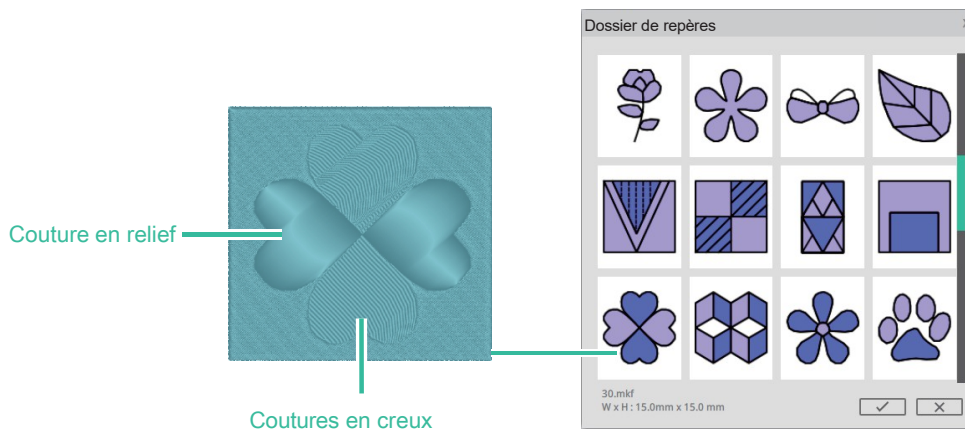 Dossier de repères
Couture en relief
Coutures en creux
30.mkf
W x H : 15.0mm x 15.0 mm